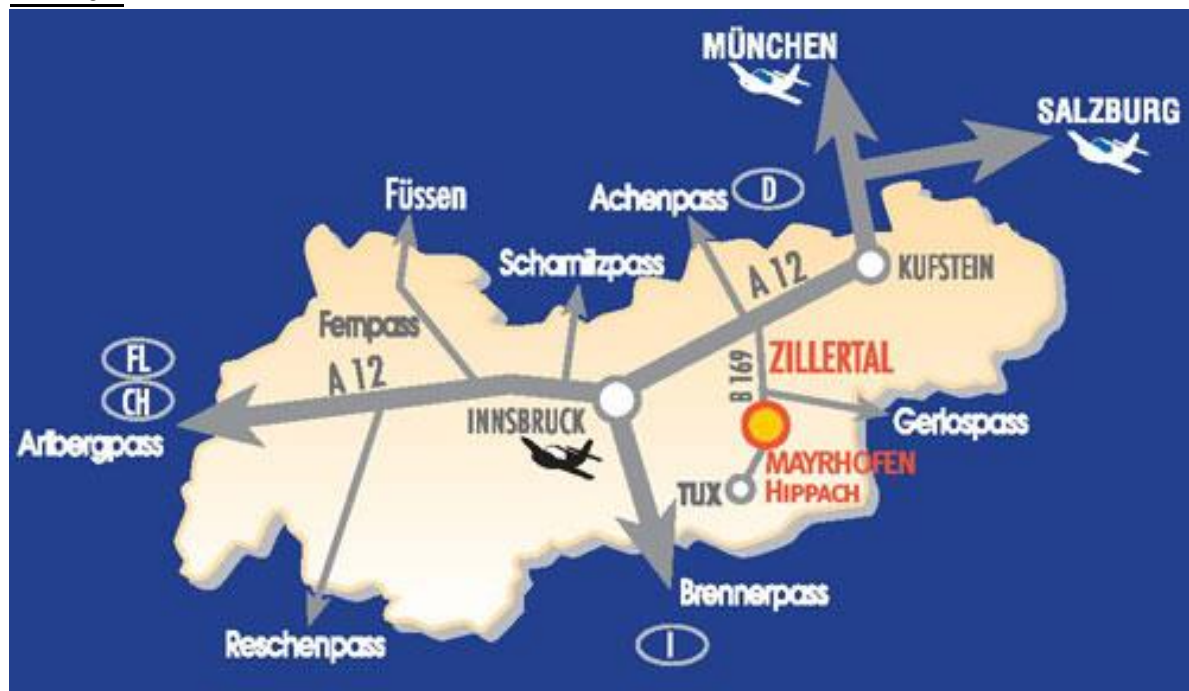 MÜNCHEN
SALZBURG
Füssen
Achenpass
D
Scharnitzpass
A 12
KUFSTEIN
Fernpass
FL
A 12
ZILLERTAL
B 169
CH
Arlbergpass
INNSBRUCK
Gerlospass
MAYRHOFEN
HIPPACH
TUX
Brennerpass
Reschenpass
I